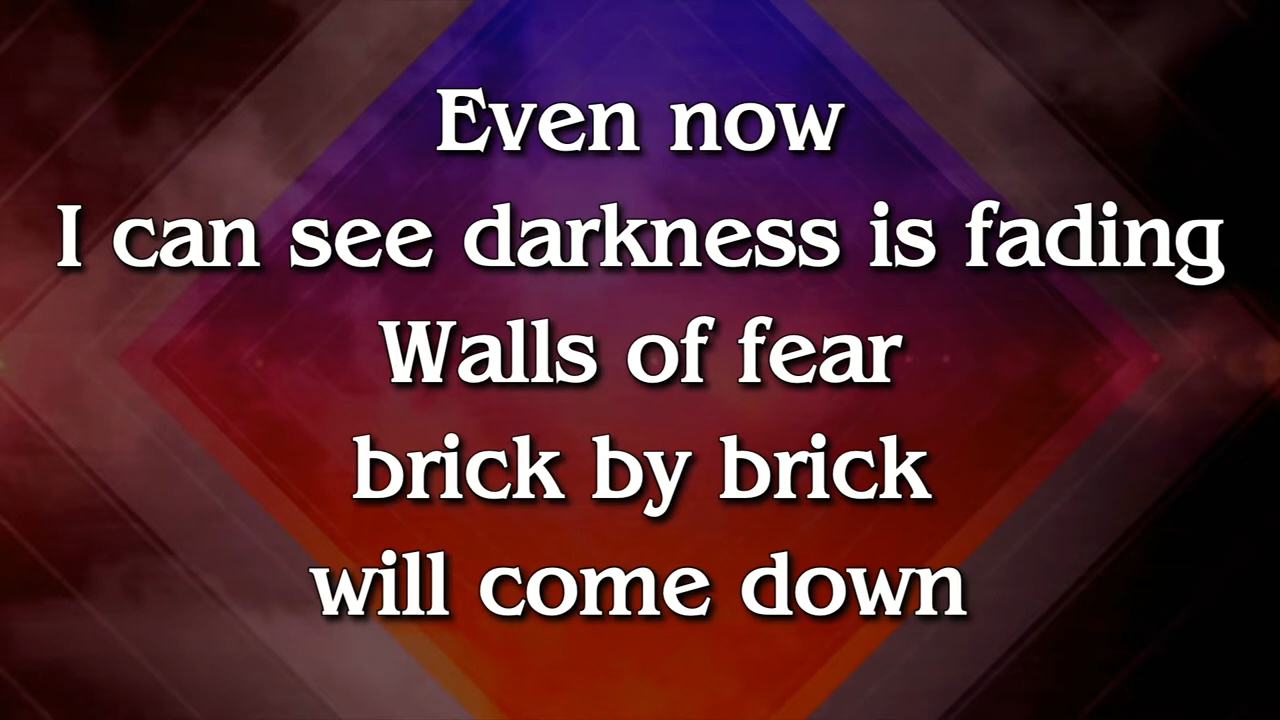 Even now
I can see darkness is fading
Walls of fear
brick by brick
will come down